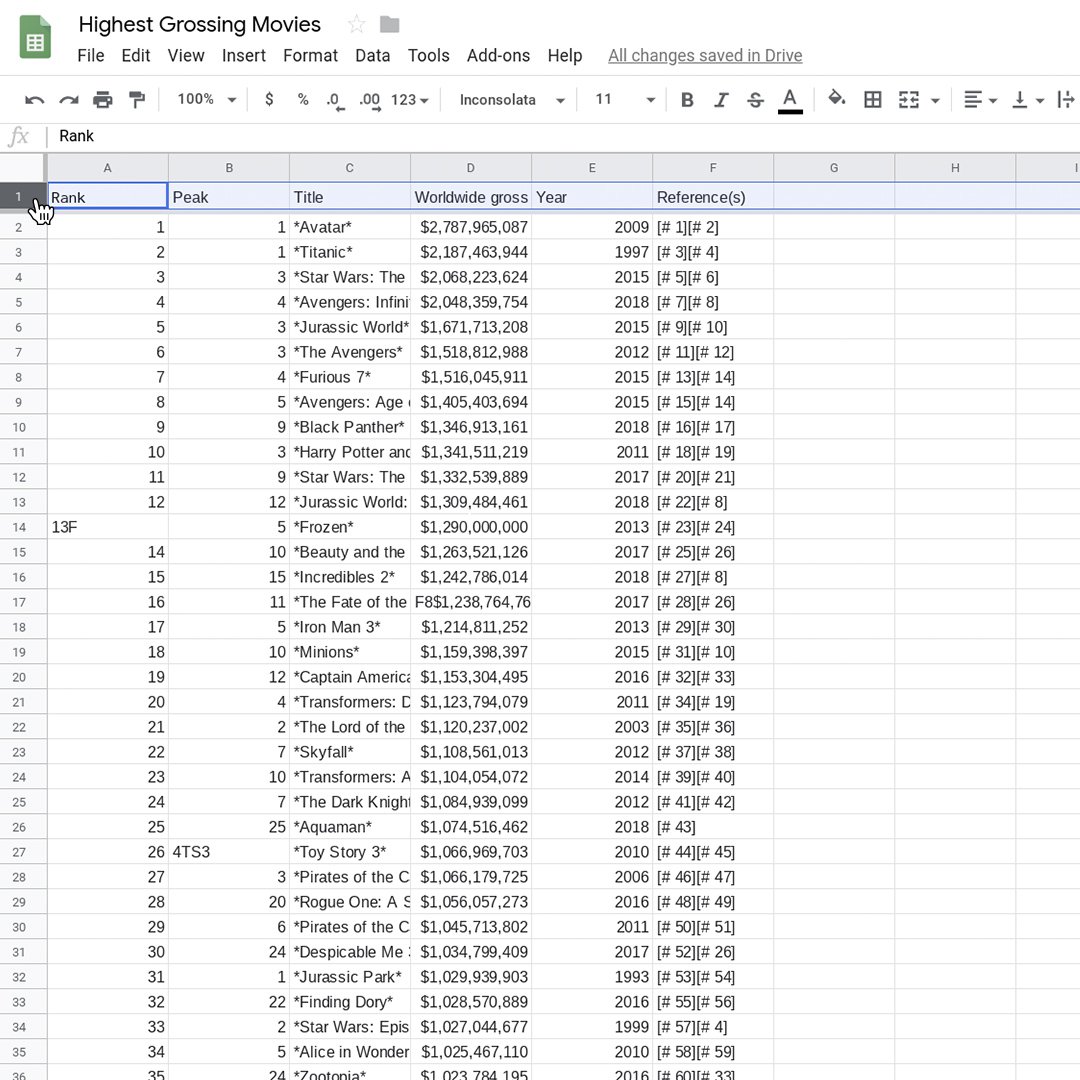 Highest Grossing Movies
File Edit View Insert Format Data Tools Add-ons Help All changes saved in Drive
100% $ % .0 .00 123 Inconsolata 11 B I S A
fx Rank
A B C D E F G H I
1 Rank Peak Title Worldwide gross Year Reference(s)
2 1 1 *Avatar* $2,787,965,087 2009 [# 1][# 2]
3 2 1 *Titanic* $2,187,463,944 1997 [# 3][# 4]
4 3 3 *Star Wars: The $2,068,223,624 2015 [# 5][# 6]
5 4 4 *Avengers: Infini $2,048,359,754 2018 [# 7][# 8]
6 5 3 *Jurassic World* $1,671,713,208 2015 [# 9][# 10]
7 6 3 *The Avengers* $1,518,812,988 2012 [# 11][# 12]
8 7 4 *Furious 7* $1,516,045,911 2015 [# 13][# 14]
9 8 5 *Avengers: Age $1,405,403,694 2015 [# 15][# 14]
10 9 9 *Black Panther* $1,346,913,161 2018 [# 16][# 17]
11 10 3 *Harry Potter and $1,341,511,219 2011 [# 18][# 19]
12 11 9 *Star Wars: The $1,332,539,889 2017 [# 20][# 21]
13 12 12 *Jurassic World: $1,309,484,461 2018 [# 22][# 8]
14 13F 5 *Frozen* $1,290,000,000 2013 [# 23][# 24]
15 14 10 *Beauty and the $1,263,521,126 2017 [# 25][# 26]
16 15 15 *Incredibles 2* $1,242,786,014 2018 [# 27][# 8]
17 16 11 *The Fate of the F8$1,238,764,76 2017 [# 28][# 26]
18 17 5 *Iron Man 3* $1,214,811,252 2013 [# 29][# 30]
19 18 10 *Minions* $1,159,398,397 2015 [# 31][# 10]
20 19 12 *Captain America $1,153,304,495 2016 [# 32][# 33]
21 20 4 *Transformers: D $1,123,794,079 2011 [# 34][# 19]
22 21 2 *The Lord of the $1,120,237,002 2003 [# 35][# 36]
23 22 7 *Skyfall* $1,108,561,013 2012 [# 37][# 38]
24 23 10 *Transformers: A $1,104,054,072 2014 [# 39][# 40]
25 24 7 *The Dark Knight $1,084,939,099 2012 [# 41][# 42]
26 25 25 *Aquaman* $1,074,516,462 2018 [# 43]
27 26 4TS3 *Toy Story 3* $1,066,969,703 2010 [# 44][# 45]
28 27 3 *Pirates of the C $1,066,179,725 2006 [# 46][# 47]
29 28 20 *Rogue One: A S $1,056,057,273 2016 [# 48][# 49]
30 29 6 *Pirates of the C $1,045,713,802 2011 [# 50][# 51]
31 30 24 *Despicable Me $1,034,799,409 2017 [# 52][# 26]
32 31 1 *Jurassic Park* $1,029,939,903 1993 [# 53][# 54]
33 32 22 *Finding Dory* $1,028,570,889 2016 [# 55][# 56]
34 33 2 *Star Wars: Epis $1,027,044,677 1999 [# 57][# 4]
35 34 5 *Alice in Wonder $1,025,467,110 2010 [# 58][# 59]
36 35 24 *Zootopia* $1,023,784,195 2016 [# 60][# 33]